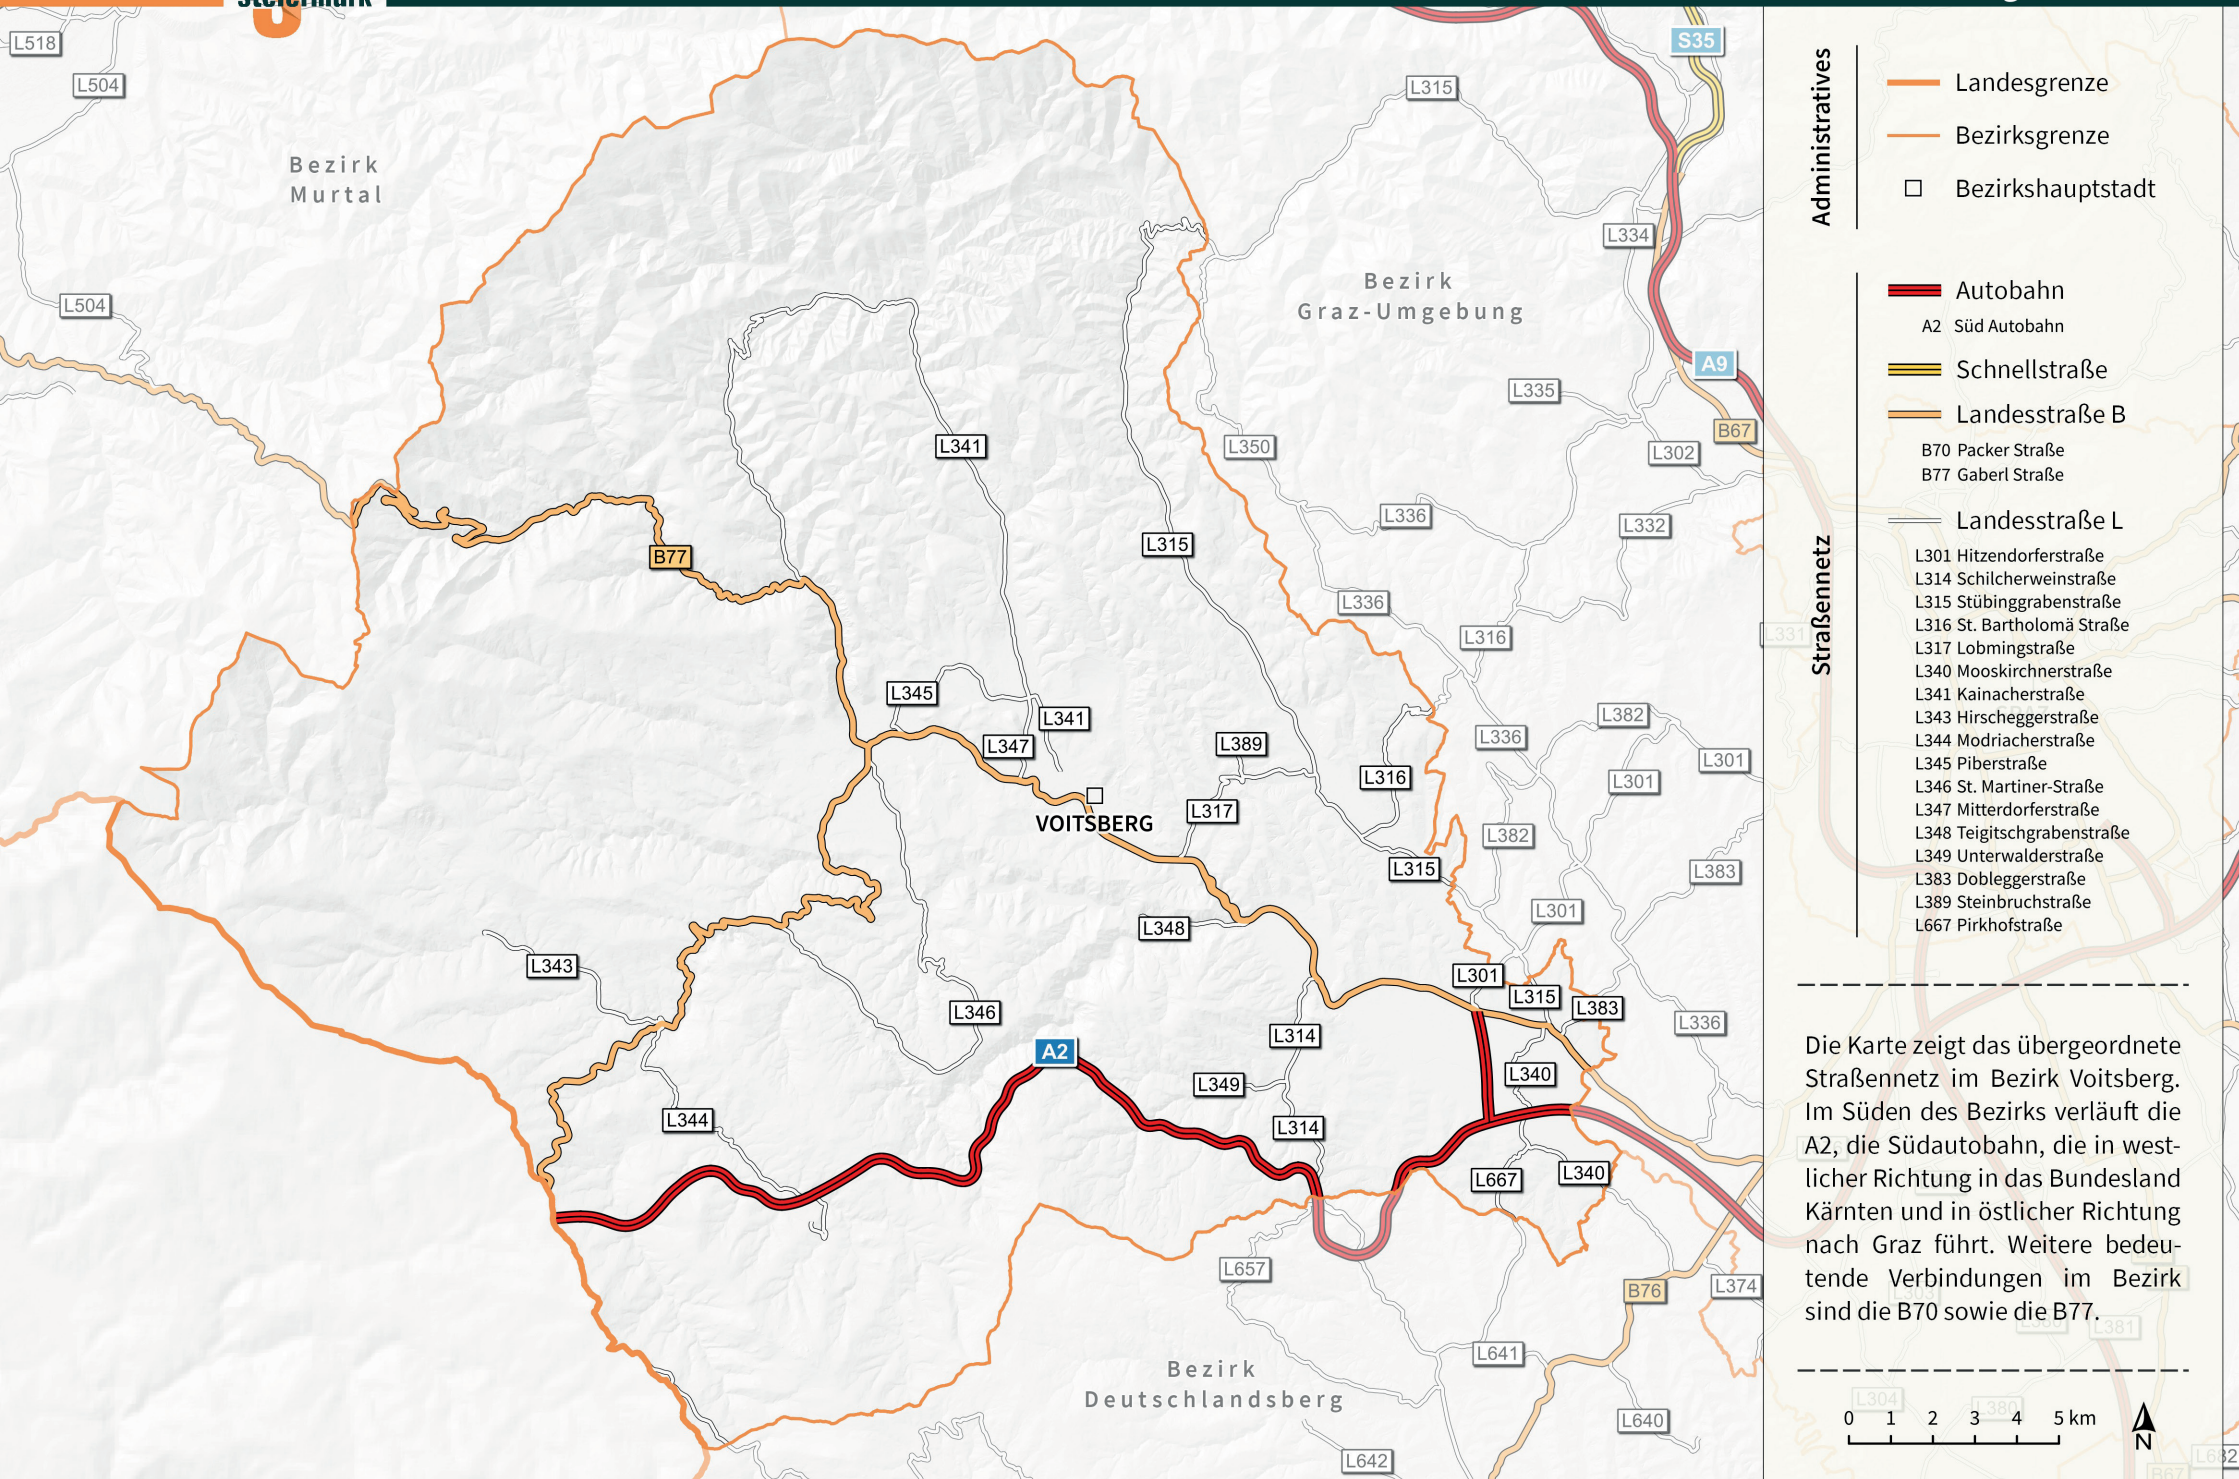 Steiermark
L518
L504
L504
Bezirk
Murtal
S35
L315
L334
Bezirk
Graz-Umgebung
A9
L335
B67
L302
L350
L341
L336
L332
L315
B77
L336
L316
L345
L341
L347
L389
L316
L317
L336
L382
L301
L301
L382
VOITSBERG
L315
L383
L301
L348
L343
L301
L315
L383
L346
L336
L314
A2
L340
L349
L344
L314
L667
L340
L657
B76
L374
L641
Bezirk
Deutschlandsberg
L640
L642
Administratives
Landesgrenze
Bezirksgrenze
Bezirkshauptstadt
Straßennetz
Autobahn
A2 Süd Autobahn
Schnellstraße
Landesstraße B
B70 Packer Straße
B77 Gaberl Straße
Landesstraße L
L301 Hitzendorferstraße
L314 Schilcherweinstraße
L315 Stübinggrabenstraße
L316 St. Bartholomä Straße
L317 Lobmingstraße
L340 Mooskirchnerstraße
L341 Kainacherstraße
L343 Hirscheggerstraße
L344 Modriacherstraße
L345 Piberstraße
L346 St. Martiner-Straße
L347 Mitterdorferstraße
L348 Teigitschgrabenstraße
L349 Unterwalderstraße
L383 Dobleggerstraße
L389 Steinbruchstraße
L667 Pirkhofstraße
L331
Die Karte zeigt das übergeordnete
Straßennetz im Bezirk Voitsberg.
Im Süden des Bezirks verläuft die
A2, die Südautobahn, die in west-
licher Richtung in das Bundesland
Kärnten und in östlicher Richtung
nach Graz führt. Weitere bedeu-
tende Verbindungen im Bezirk
sind die B70 sowie die B77.
L303
L381
L304
L380
0 1 2 3 4 5 km
N
B67